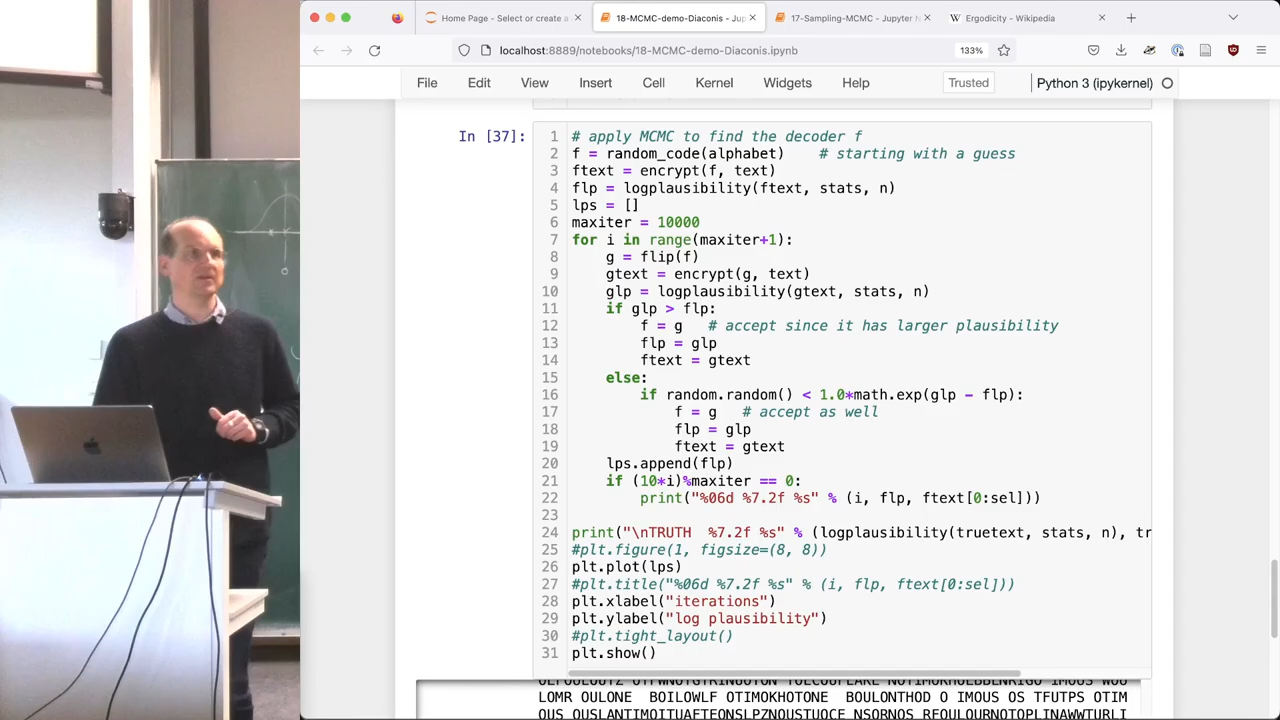 Home Page - Select or create a
18-MCMC-demo-Diaconis - Jup
17-Sampling-MCMC - Jupyter N
Ergodicity - Wikipedia
localhost:8889/notebooks/18-MCMC-demo-Diaconis.ipynb
133%
File Edit View Insert Cell Kernel Widgets Help
Trusted
Python 3 (ipykernel)
In [37]:
1 # apply MCMC to find the decoder f
2 f = random_code(alphabet)    # starting with a guess
3 ftext = encrypt(f, text)
4 flp = logplausibility(ftext, stats, n)
5 lps = []
6 maxiter = 10000
7 for i in range(maxiter+1):
8     g = flip(f)
9     gtext = encrypt(g, text)
10     glp = logplausibility(gtext, stats, n)
11     if glp > flp:
12         f = g   # accept since it has larger plausibility
13         flp = glp
14         ftext = gtext
15     else:
16         if random.random() < 1.0*math.exp(glp - flp):
17             f = g   # accept as well
18             flp = glp
19             ftext = gtext
20     lps.append(flp)
21     if (10*i)%maxiter == 0:
22         print("%06d %7.2f %s" % (i, flp, ftext[0:sel]))
23
24 print("\nTRUTH  %7.2f %s" % (logplausibility(truetext, stats, n), tr
25 #plt.figure(1, figsize=(8, 8))
26 plt.plot(lps)
27 #plt.title("%06d %7.2f %s" % (i, flp, ftext[0:sel]))
28 plt.xlabel("iterations")
29 plt.ylabel("log plausibility")
30 #plt.tight_layout()
31 plt.show()
LOMR OULONE  BOILOWLF OTIMOKHOTONE  BOULONTHOD O IMOUS OS TFUTPS OTIM